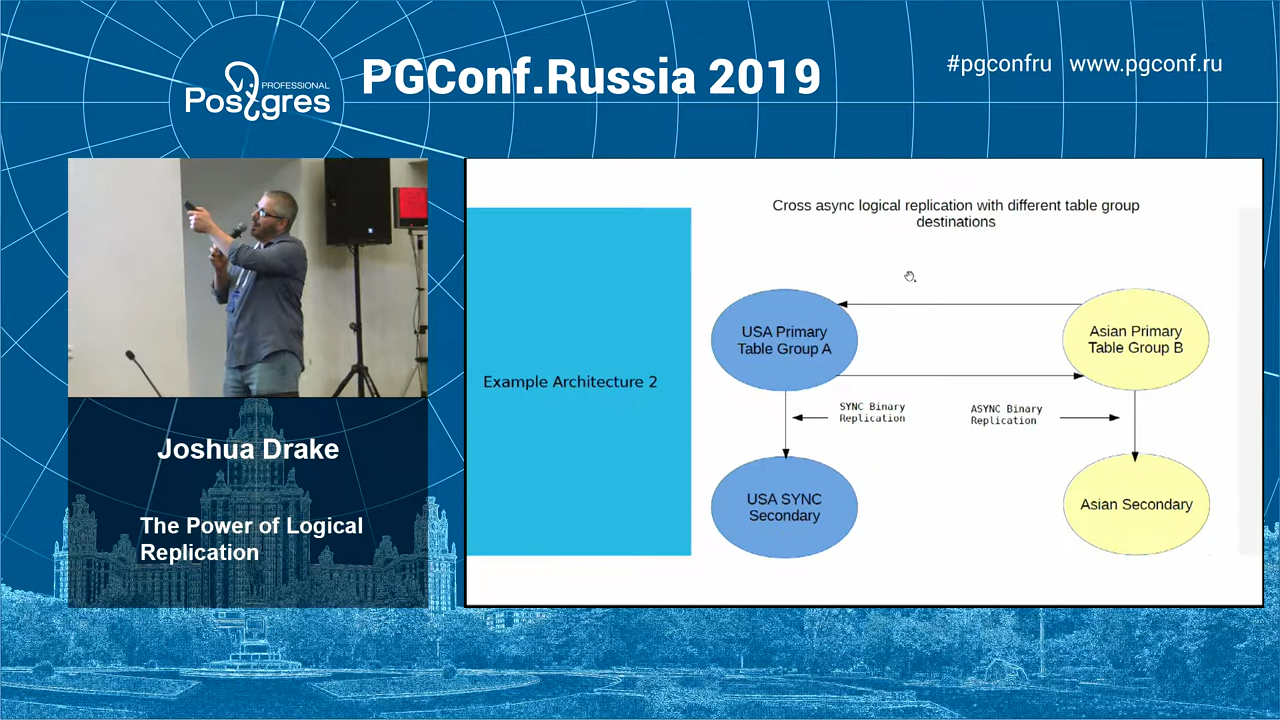 PROFESSIONAL
Postgres
PGConf.Russia 2019
#pgconfru www.pgconf.ru
Joshua Drake
The Power of Logical
Replication
Example Architecture 2
Cross async logical replication with different table group
destinations
USA Primary
Table Group A
Asian Primary
Table Group B
SYNC Binary
Replication
ASYNC Binary
Replication
USA SYNC
Secondary
Asian Secondary